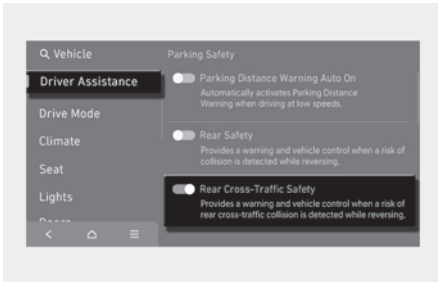 Vehicle
Driver Assistance
Drive Mode
Climate
Seat
Lights
Doors
Parking Safety
Parking Distance Warning Auto On
Automatically activates Parking Distance
Warning when driving at low speeds.
Rear Safety
Provides a warning and vehicle control when a risk of
collision is detected while reversing.
Rear Cross-Traffic Safety
Provides a warning and vehicle control when a risk of
rear cross-traffic collision is detected while reversing.